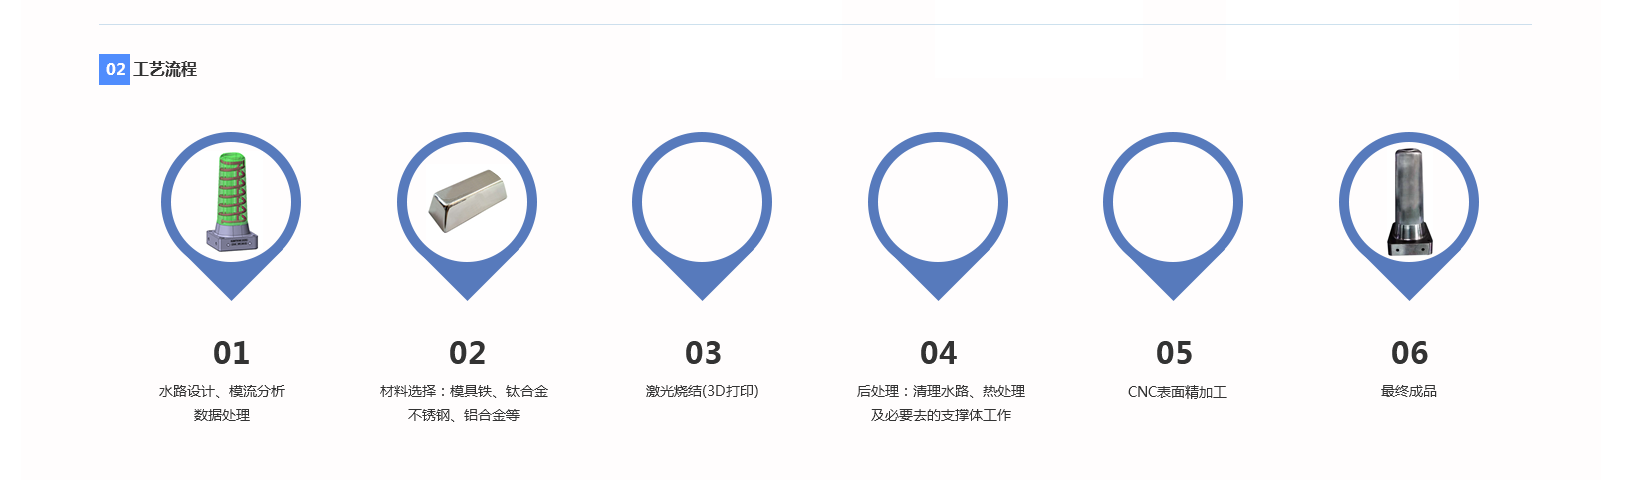 02 工艺流程
01
水路设计、模流分析
数据处理
02
材料选择：模具铁、钛合金
不锈钢、铝合金等
03
激光烧结(3D打印)
04
后处理：清理水路、热处理
及必要去的支撑体工作
05
CNC表面精加工
06
最终成品